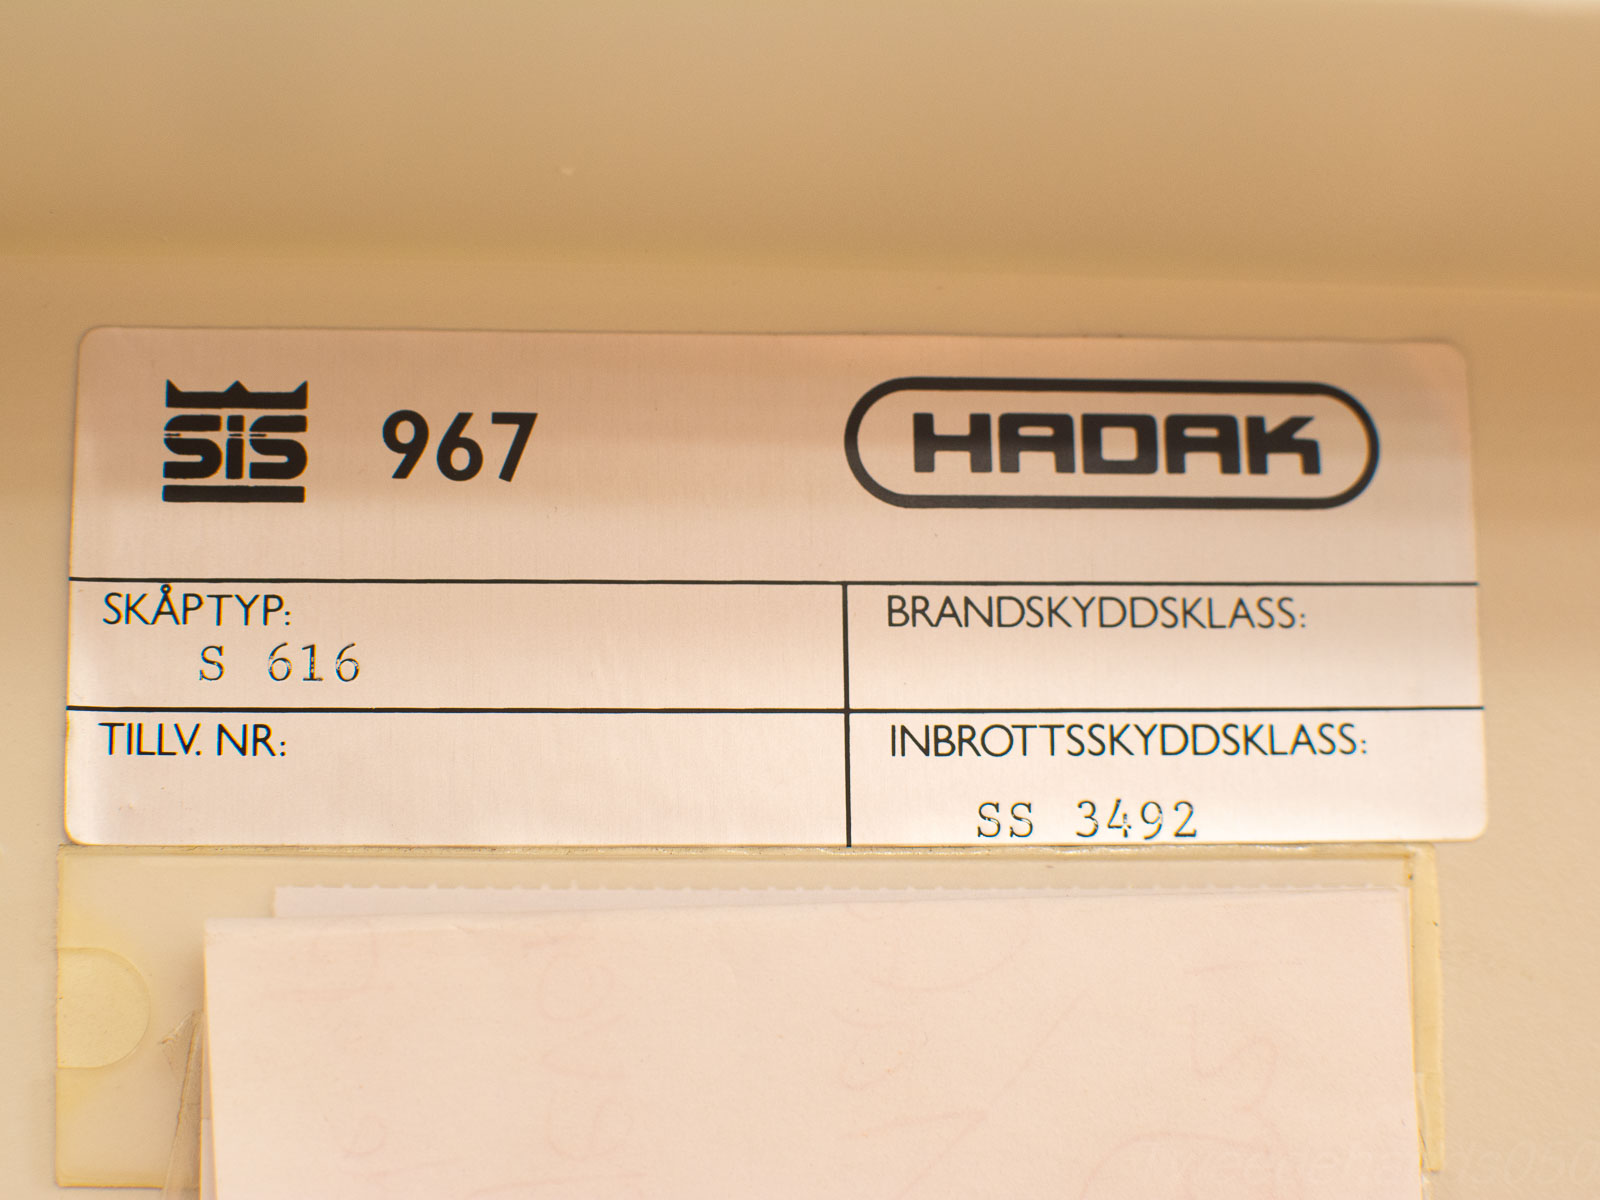 SIS 967 HADAK
SKÅPTYP:
S 616
BRANDSKYDDSKLASS:
TILLV. NR:
INBROTTSSKYDDSKLASS:
SS 3492